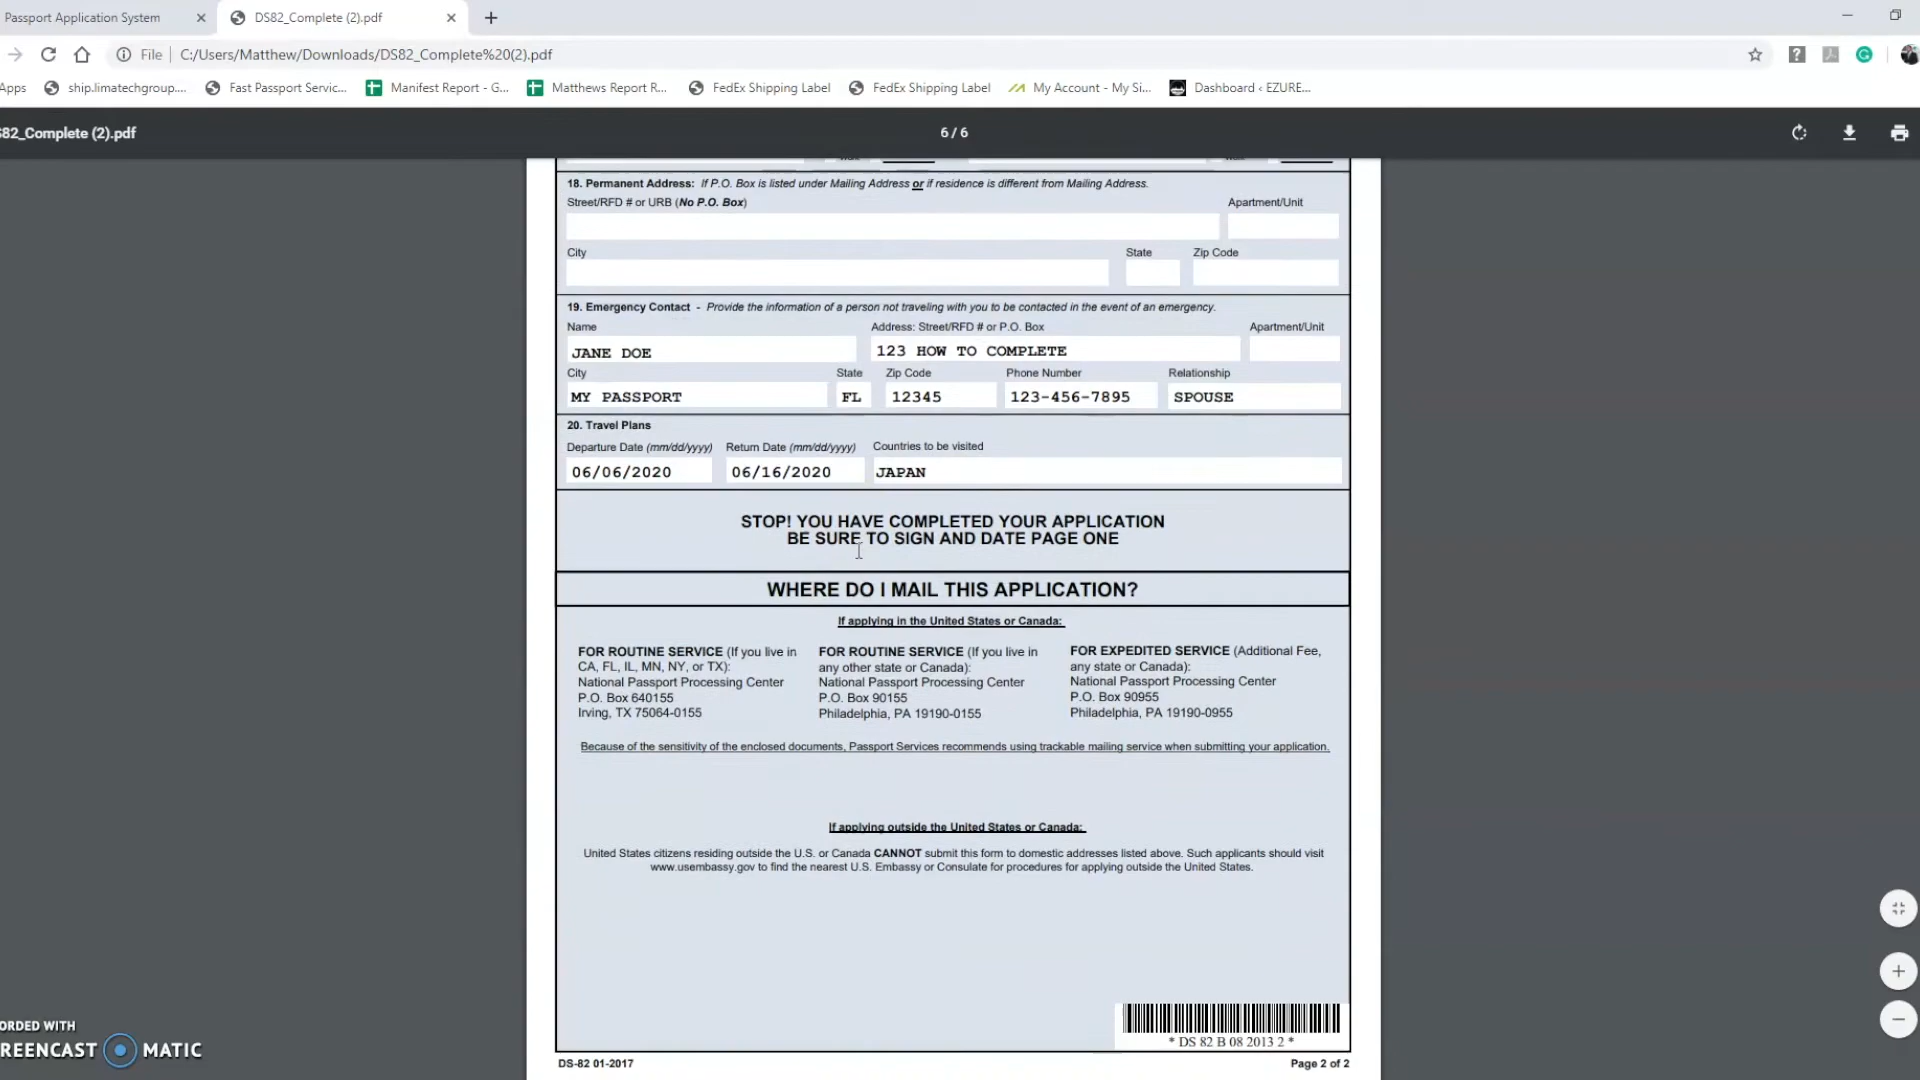 Passport Application System
DS82_Complete (2).pdf
File
C:/Users/Matthew/Downloads/DS82_Complete%20(2).pdf
Apps
ship.limatechgroup....
Fast Passport Servic...
Manifest Report - G...
Matthews Report R...
FedEx Shipping Label
FedEx Shipping Label
My Account - My Si...
Dashboard ‹ EZURE...
S82_Complete (2).pdf
6 / 6
18. Permanent Address: If P.O. Box is listed under Mailing Address or if residence is different from Mailing Address.
Street/RFD # or URB (No P.O. Box)
Apartment/Unit
City
State
Zip Code
19. Emergency Contact - Provide the information of a person not traveling with you to be contacted in the event of an emergency.
Name
Address: Street/RFD # or P.O. Box
Apartment/Unit
JANE DOE
123 HOW TO COMPLETE
City
State
Zip Code
Phone Number
Relationship
MY PASSPORT
FL
12345
123-456-7895
SPOUSE
20. Travel Plans
Departure Date (mm/dd/yyyy)
Return Date (mm/dd/yyyy)
Countries to be visited
06/06/2020
06/16/2020
JAPAN
STOP! YOU HAVE COMPLETED YOUR APPLICATION
BE SURE TO SIGN AND DATE PAGE ONE
WHERE DO I MAIL THIS APPLICATION?
If applying in the United States or Canada:
FOR ROUTINE SERVICE (If you live in
CA, FL, IL, MN, NY, or TX):
National Passport Processing Center
P.O. Box 640155
Irving, TX 75064-0155
FOR ROUTINE SERVICE (If you live in
any other state or Canada):
National Passport Processing Center
P.O. Box 90155
Philadelphia, PA 19190-0155
FOR EXPEDITED SERVICE (Additional Fee,
any state or Canada):
National Passport Processing Center
P.O. Box 90955
Philadelphia, PA 19190-0955
Because of the sensitivity of the enclosed documents, Passport Services recommends using trackable mailing service when submitting your application.
If applying outside the United States or Canada:
United States citizens residing outside the U.S. or Canada CANNOT submit this form to domestic addresses listed above. Such applicants should visit
www.usembassy.gov to find the nearest U.S. Embassy or Consulate for procedures for applying outside the United States.
* DS 82 B 08 2013 2 *
DS-82 01-2017
Page 2 of 2
ORDED WITH
REENCAST
MATIC